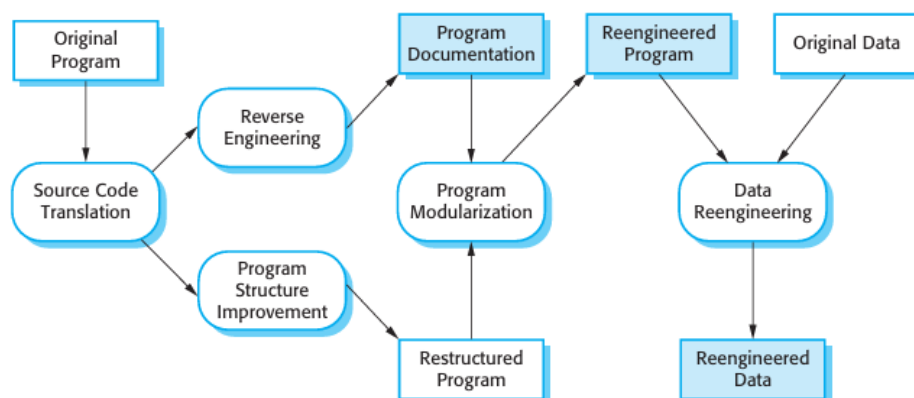 Original
Program
Program
Documentation
Reengineered
Program
Original Data
Reverse
Engineering
Source Code
Translation
Program
Modularization
Data
Reengineering
Program
Structure
Improvement
Restructured
Program
Reengineered
Data